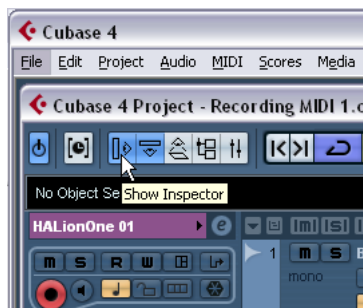 Cubase 4
File Edit Project Audio MIDI Scores Media
Cubase 4 Project - Recording MIDI 1.c
No Object Se Show Inspector
HALionOne 01 e m s
m S R W 1 m S
mono